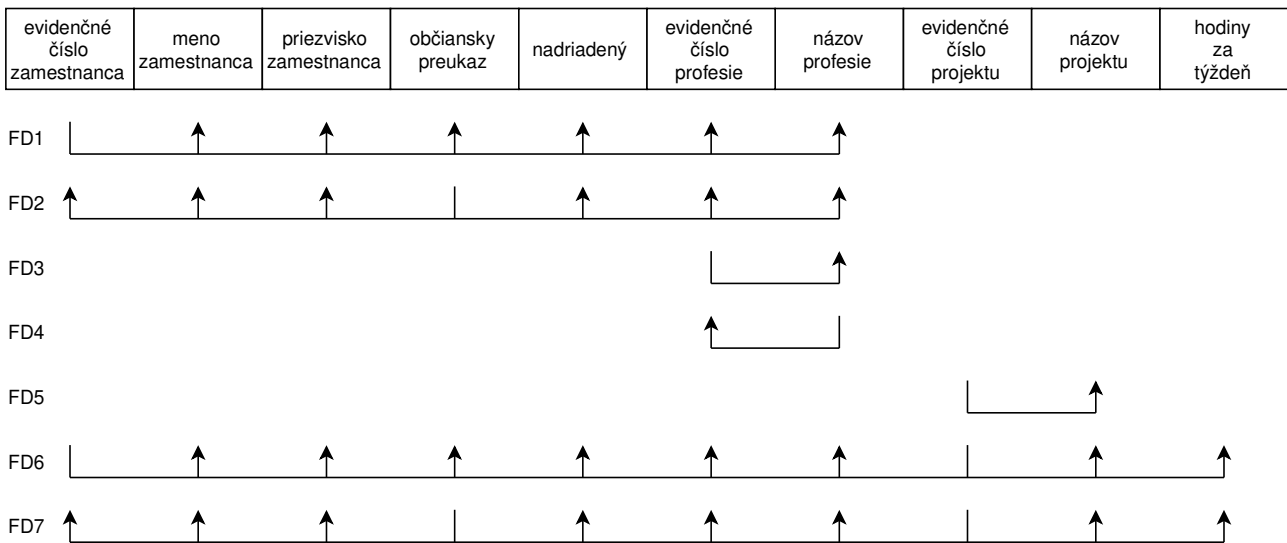 evidenčné
číslo
zamestnanca
meno
zamestnanca
priezvisko
zamestnanca
občiansky
preukaz
nadriadený
evidenčné
číslo
profesie
názov
profesie
evidenčné
číslo
projektu
názov
projektu
hodiny
za
týždeň
FD1
FD2
FD3
FD4
FD5
FD6
FD7